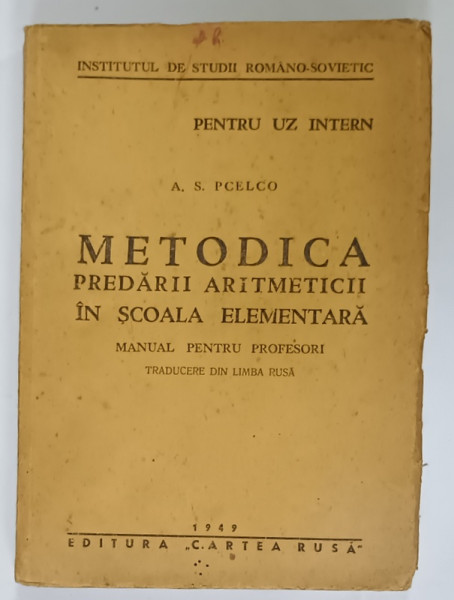 INSTITUTUL DE STUDII ROMÂNO-SOVIETIC
PENTRU UZ INTERN
A. S. PCELCO
METODICA
PREDĂRII ARITMETICII
ÎN ȘCOALA ELEMENTARĂ
MANUAL PENTRU PROFESORI
TRADUCERE DIN LIMBA RUSĂ
1949
EDITURA „CARTEA RUSĂ"